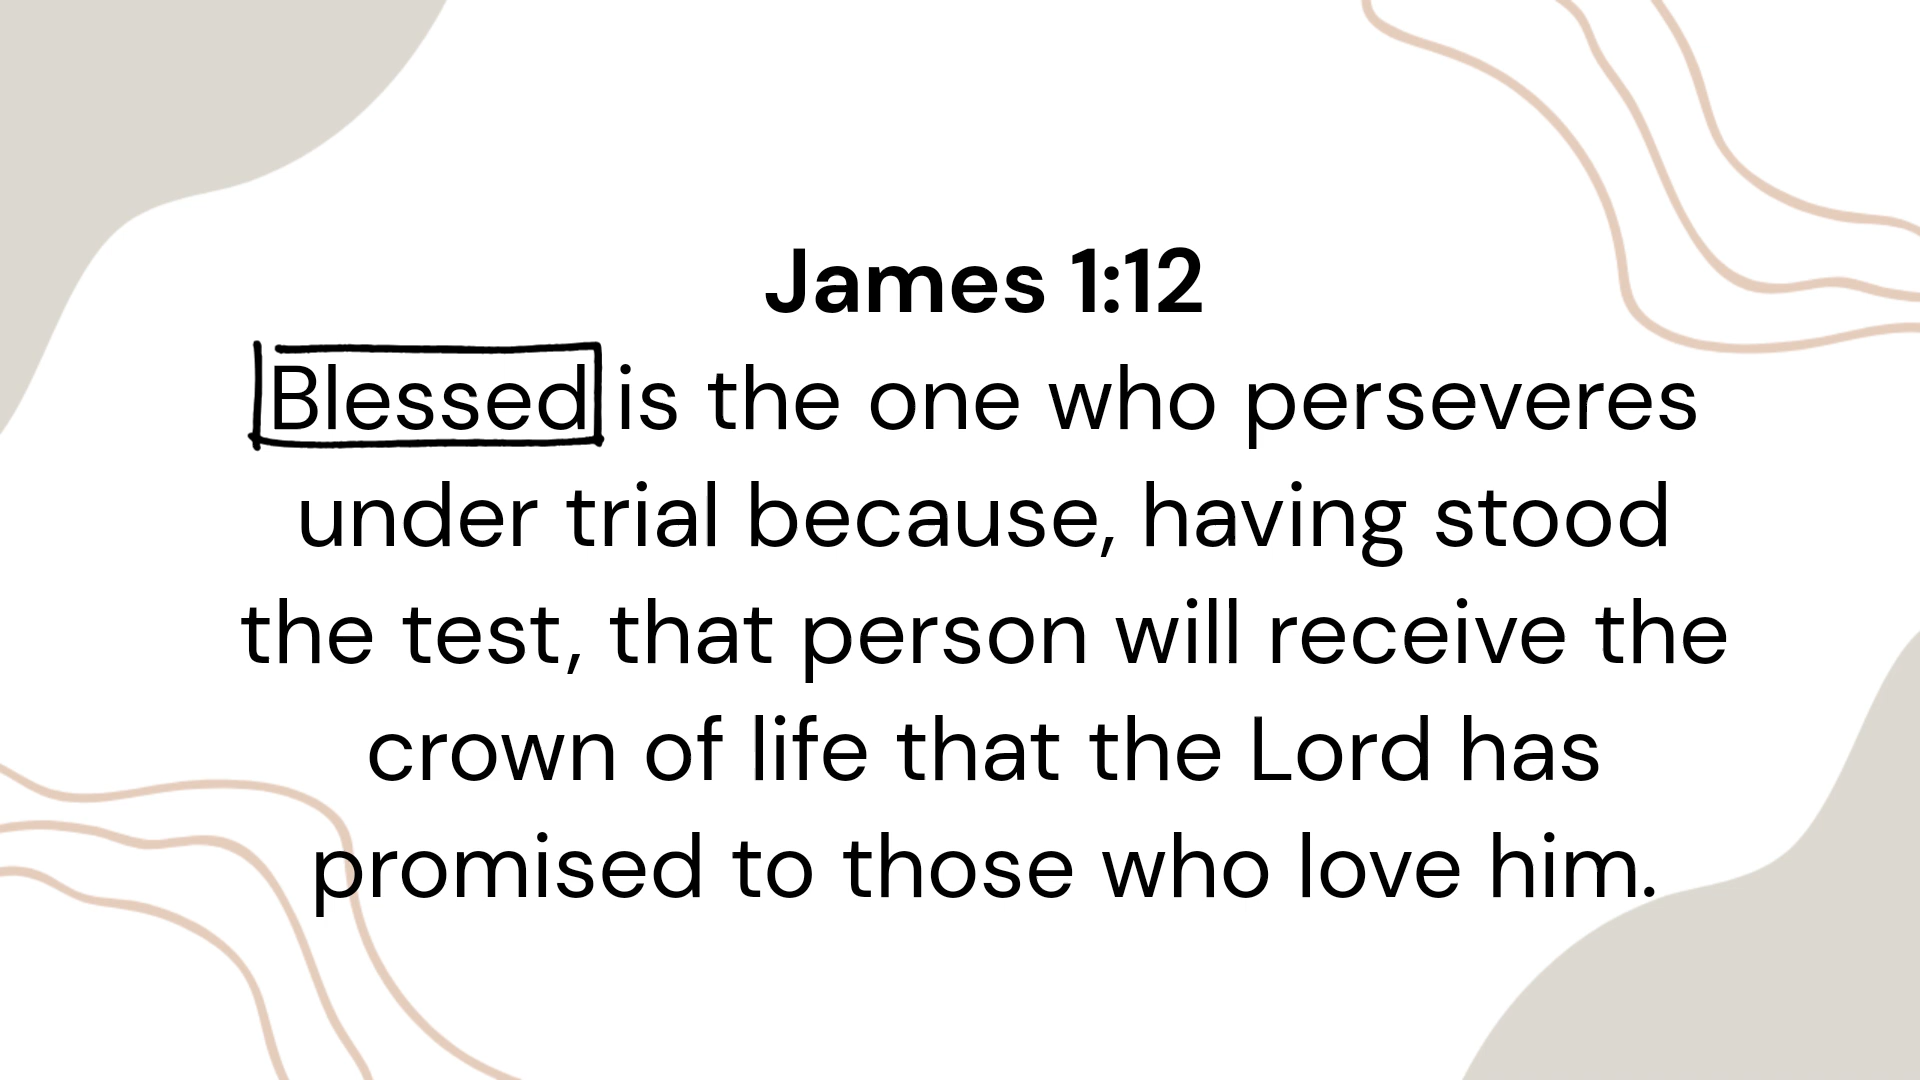 James 1:12
Blessed is the one who perseveres
under trial because, having stood
the test, that person will receive the
crown of life that the Lord has
promised to those who love him.